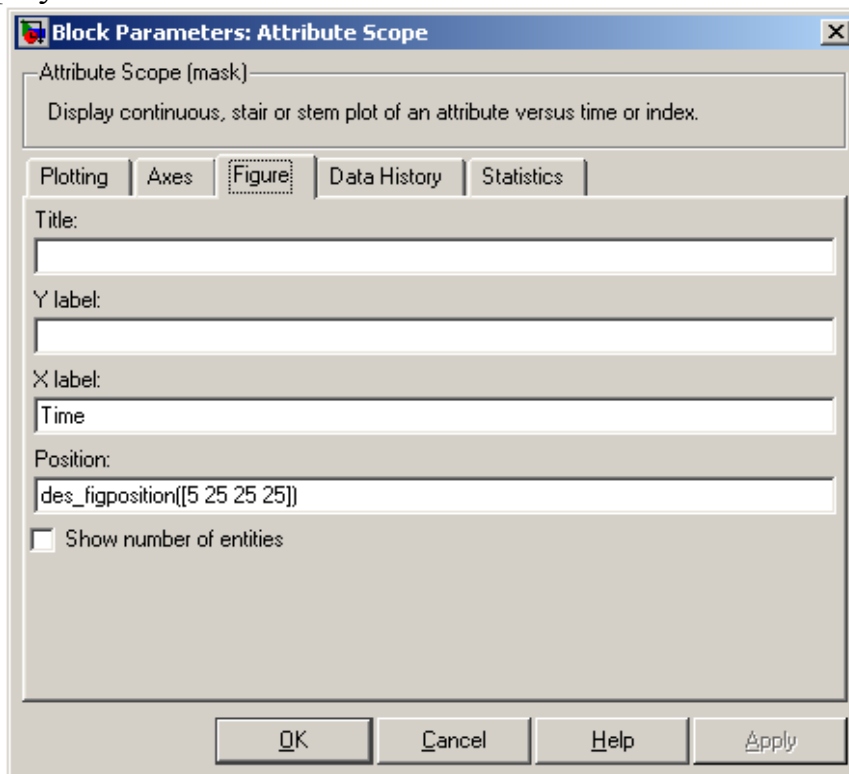 Block Parameters: Attribute Scope
Attribute Scope (mask)
Display continuous, stair or stem plot of an attribute versus time or index.
Plotting Axes Figure Data History Statistics
Title:
Y label:
X label:
Time
Position:
des_figposition([5 25 25 25])
Show number of entities
OK Cancel Help Apply